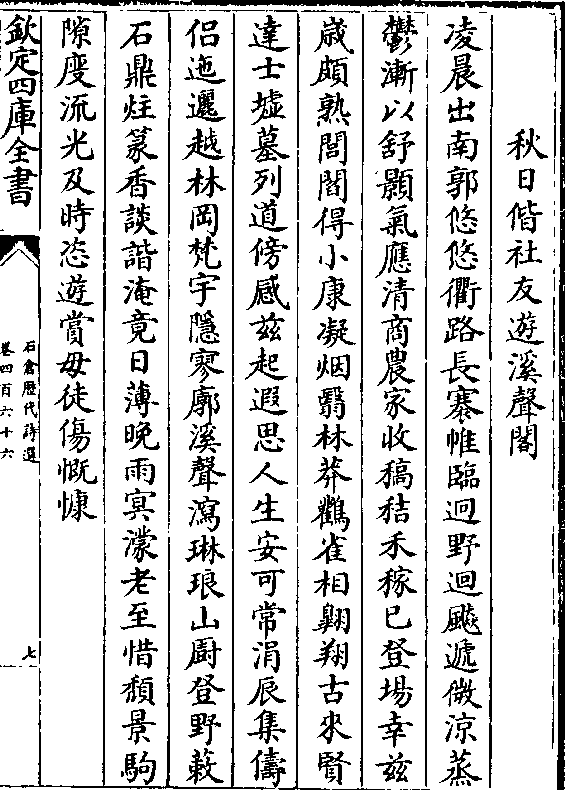 秋日偕社友遊溪聲閣
凌晨出南郭悠悠衢路長褰帷臨迥野迴飈遞微涼蒸
鬱漸以舒顥氣應清商農家收稿秸禾稼已登場幸兹
歲頗熟閭閻得小康凝烟翳林莽鸛雀相翺翔古來賢
達士墟墓列道傍感兹起遐思人生安可常涓辰集儔
侣迤邐越林岡梵宇隱寥廓溪聲瀉琳琅山厨登野蔌
石鼎炷篆香談諧淹竟日薄晚雨冥濛老至惜頽景駒
隙度流光及時恣遊賞毋徒傷慨慷
欽定四庫全書
石倉歷代詩選
卷四百六十六
七